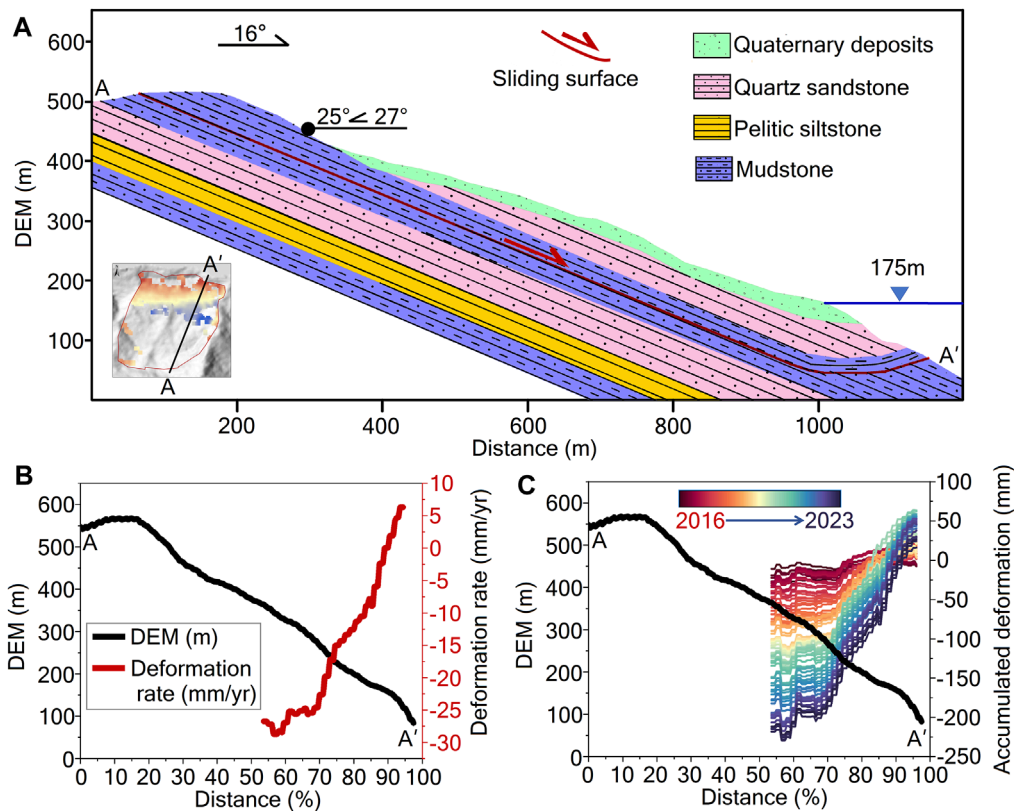 A
600
500
400
300
200
100
DEM (m)
A
16°
Sliding surface
25° 27°
Quaternary deposits
Quartz sandstone
Pelitic siltstone
Mudstone
175m
A'
A'
A
200
400
600
800
1000
Distance (m)
B
600
500
400
300
200
100
0
DEM (m)
A
DEM (m)
Deformation
rate (mm/yr)
A'
10
5
0
-5
-10
-15
-20
-25
-30
Deformation rate (mm/yr)
0 10 20 30 40 50 60 70 80 90 100
Distance (%)
C
600
500
400
300
200
100
0
DEM (m)
A
2016 2023
A'
100
50
0
-50
-100
-150
-200
-250
Accumulated deformation (mm)
0 10 20 30 40 50 60 70 80 90 100
Distance (%)